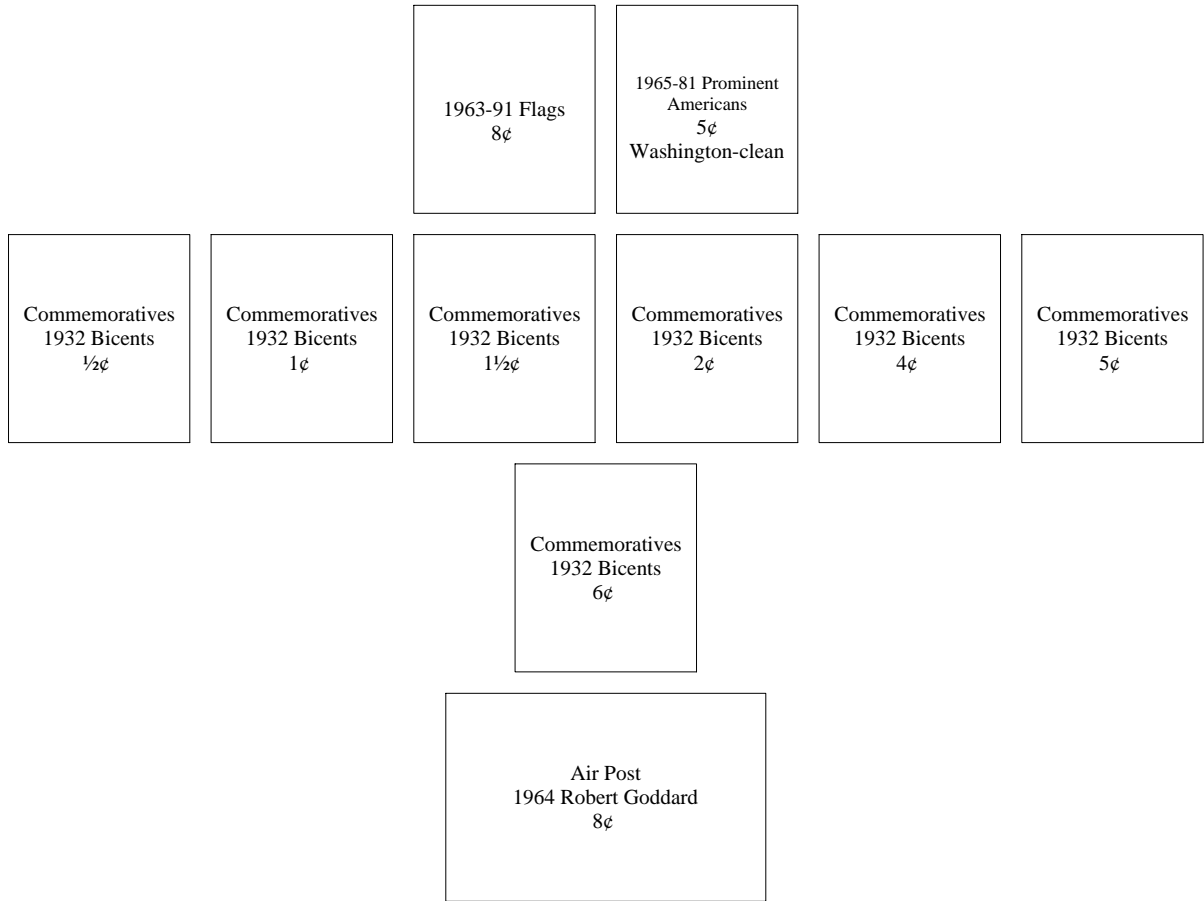 1963-91 Flags
8¢
1965-81 Prominent
Americans
5¢
Washington-clean
Commemoratives
1932 Bicents
½¢
Commemoratives
1932 Bicents
1¢
Commemoratives
1932 Bicents
1½¢
Commemoratives
1932 Bicents
2¢
Commemoratives
1932 Bicents
4¢
Commemoratives
1932 Bicents
5¢
Commemoratives
1932 Bicents
6¢
Air Post
1964 Robert Goddard
8¢